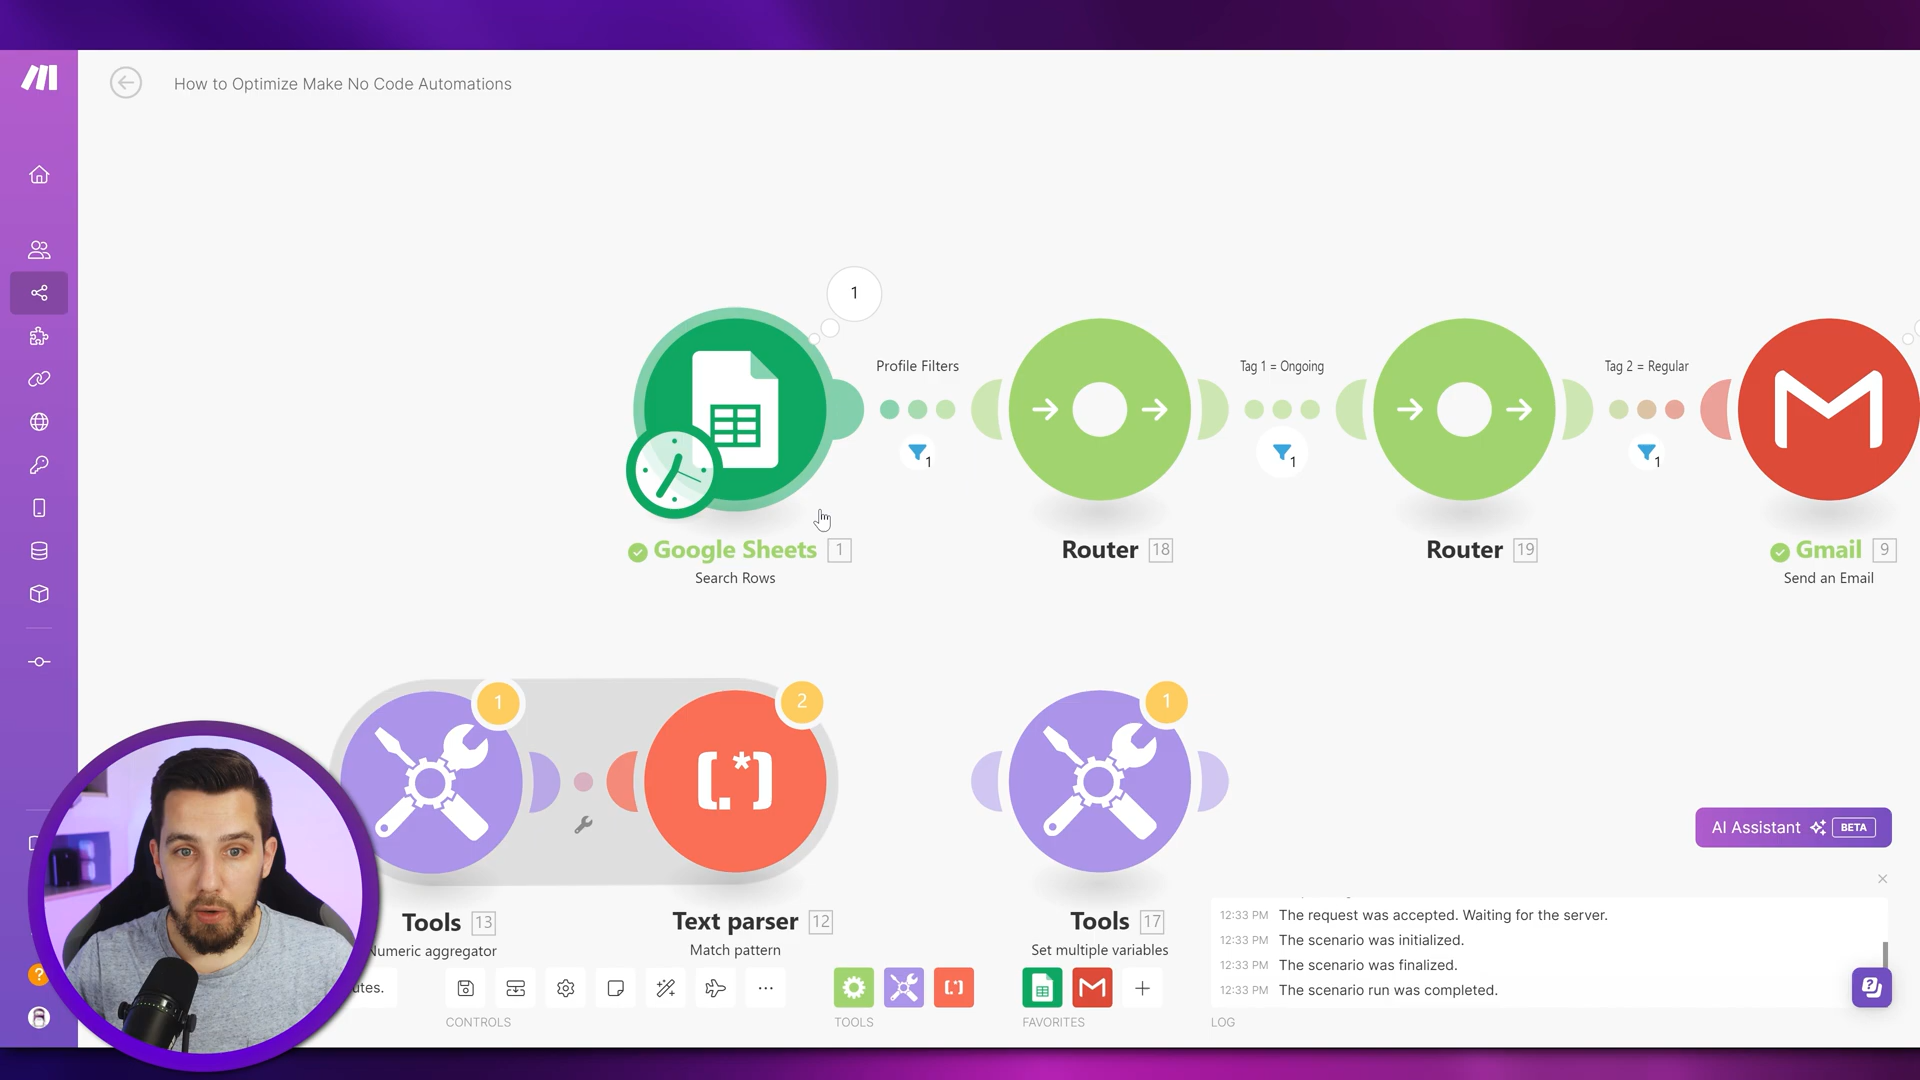 How to Optimize Make No Code Automations
1
Profile Filters
Tag 1 = Ongoing
Tag 2 = Regular
1
1
1
Google Sheets 1
Search Rows
Router 18
Router 19
Gmail 9
Send an Email
1
2
1
[.*]
AI Assistant BETA
Tools 13
Numeric aggregator
Text parser 12
Match pattern
Tools 17
Set multiple variables
12:33 PM The request was accepted. Waiting for the server.
12:33 PM The scenario was initialized.
12:33 PM The scenario was finalized.
12:33 PM The scenario run was completed.
utes.
CONTROLS
TOOLS
FAVORITES
LOG